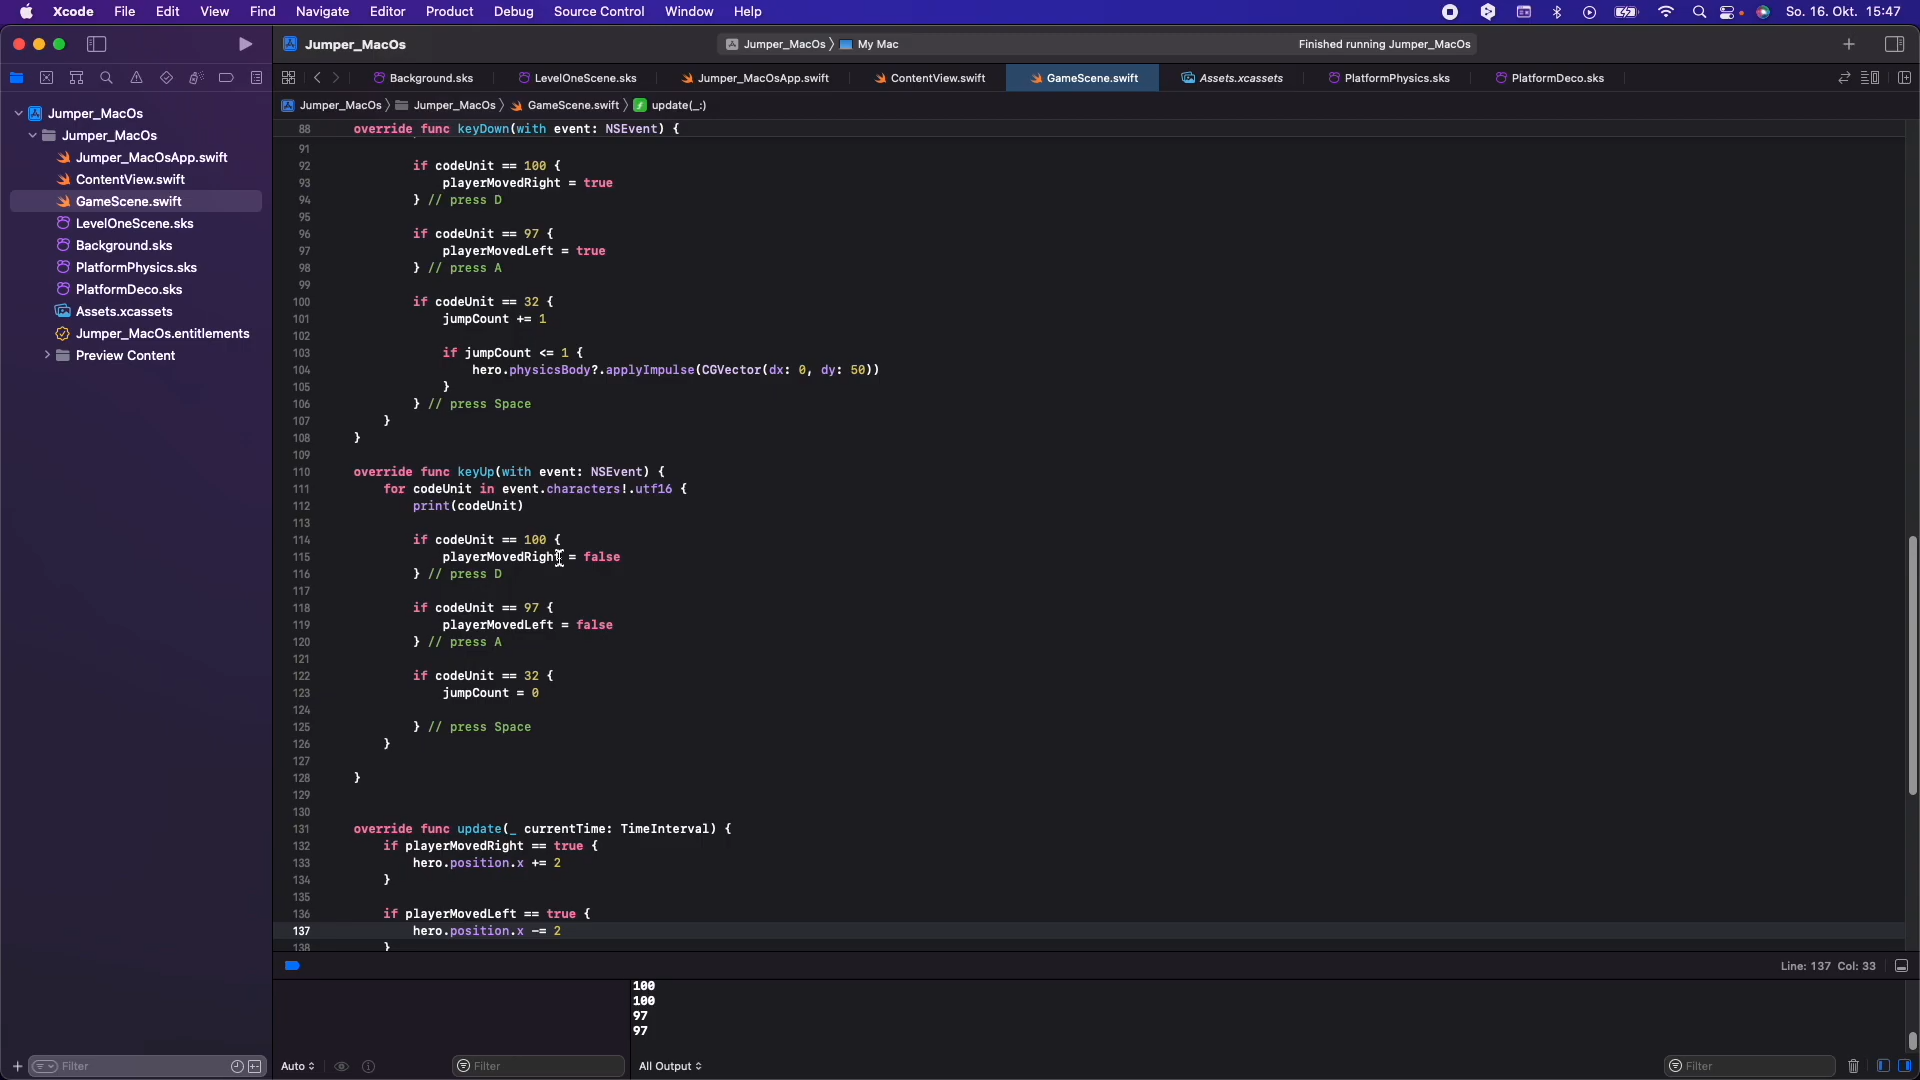 Xcode File Edit View Find Navigate Editor Product Debug Source Control Window Help So. 16. Okt. 15:47
Jumper_MacOs Jumper_MacOs My Mac Finished running Jumper_MacOs
Background.sks LevelOneScene.sks Jumper_MacOsApp.swift ContentView.swift GameScene.swift Assets.xcassets PlatformPhysics.sks PlatformDeco.sks
Jumper_MacOs Jumper_MacOs GameScene.swift update(_:)
Jumper_MacOs
Jumper_MacOs
Jumper_MacOsApp.swift
ContentView.swift
GameScene.swift
LevelOneScene.sks
Background.sks
PlatformPhysics.sks
PlatformDeco.sks
Assets.xcassets
Jumper_MacOs.entitlements
Preview Content
Filter
88 override func keyDown(with event: NSEvent) {
91
92 if codeUnit == 100 {
93 playerMovedRight = true
94 } // press D
95
96 if codeUnit == 97 {
97 playerMovedLeft = true
98 } // press A
99
100 if codeUnit == 32 {
101 jumpCount += 1
102
103 if jumpCount <= 1 {
104 hero.physicsBody?.applyImpulse(CGVector(dx: 0, dy: 50))
105 }
106 } // press Space
107 }
108 }
109
110 override func keyUp(with event: NSEvent) {
111 for codeUnit in event.characters!.utf16 {
112 print(codeUnit)
113
114 if codeUnit == 100 {
115 playerMovedRight = false
116 } // press D
117
118 if codeUnit == 97 {
119 playerMovedLeft = false
120 } // press A
121
122 if codeUnit == 32 {
123 jumpCount = 0
124
125 } // press Space
126 }
127
128 }
129
130
131 override func update(_ currentTime: TimeInterval) {
132 if playerMovedRight == true {
133 hero.position.x += 2
134 }
135
136 if playerMovedLeft == true {
137 hero.position.x -= 2
138 }
Line: 137 Col: 33
100
100
97
97
Auto Filter All Output Filter